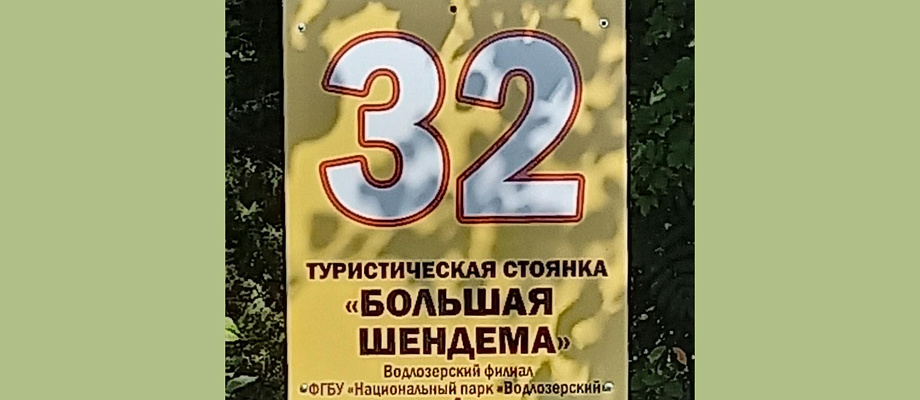 32
ТУРИСТИЧЕСКАЯ СТОЯНКА
«БОЛЬШАЯ
ШЕНДЕМА»
Водлозерский филиал
ФГБУ «Национальный парк «Водлозерский»